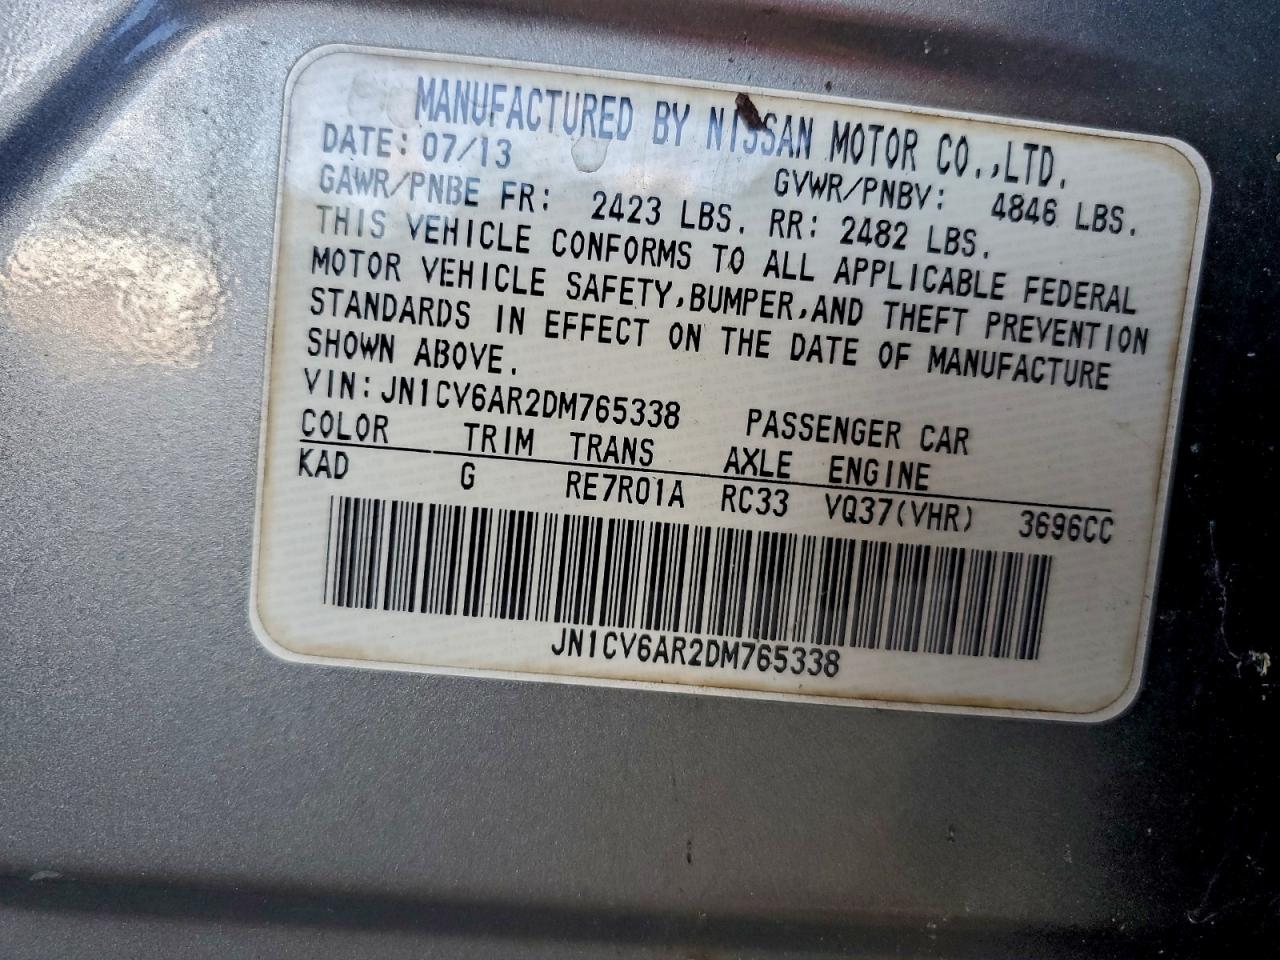 MANUFACTURED BY NISSAN MOTOR CO.,LTD.
DATE: 07/13 GVWR/PNBV: 4846 LBS.
GAWR/PNBE FR: 2423 LBS. RR: 2482 LBS.
THIS VEHICLE CONFORMS TO ALL APPLICABLE FEDERAL
MOTOR VEHICLE SAFETY,BUMPER,AND THEFT PREVENTION
STANDARDS IN EFFECT ON THE DATE OF MANUFACTURE
SHOWN ABOVE.
VIN: JN1CV6AR2DM765338 PASSENGER CAR
COLOR TRIM TRANS AXLE ENGINE
KAD G RE7R01A RC33 VQ37(VHR) 3696CC
JN1CV6AR2DM765338